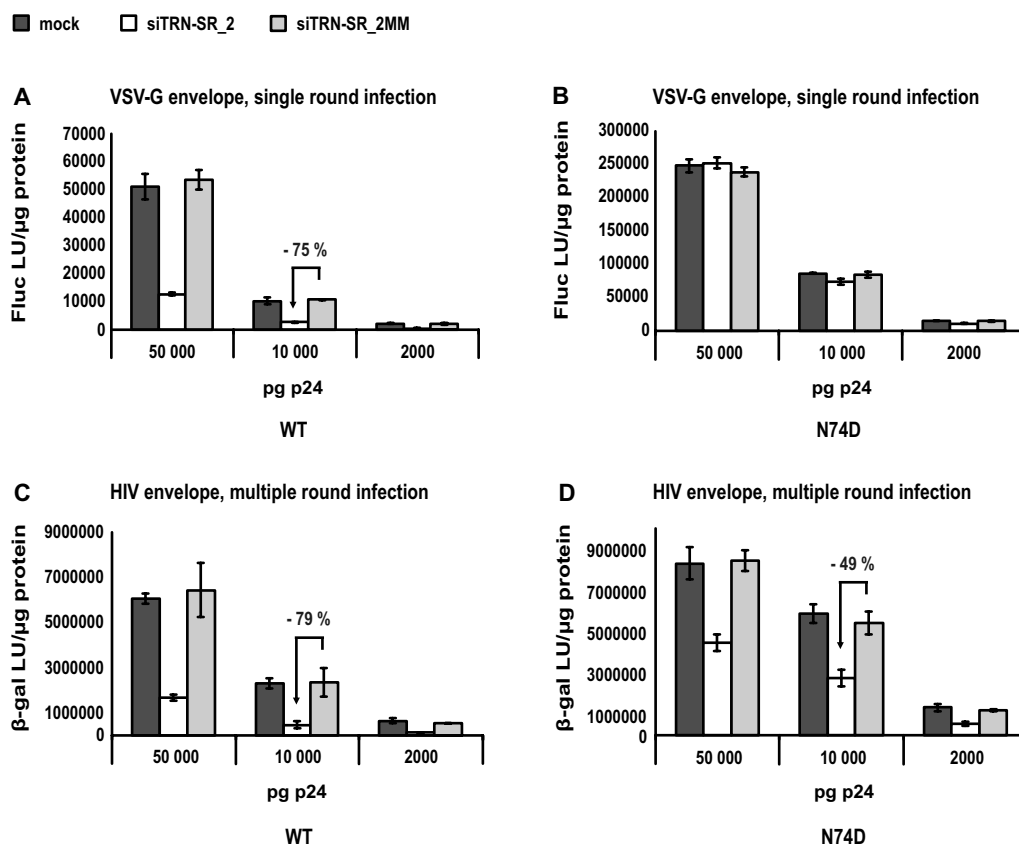 mock siTRN-SR_2 siTRN-SR_2MM
A VSV-G envelope, single round infection
Fluc LU/µg protein
70000
60000
50000
40000
30000
20000
10000
0
- 75 %
50 000 10 000 2000
pg p24
WT
B VSV-G envelope, single round infection
Fluc LU/µg protein
300000
250000
200000
150000
100000
50000
0
50 000 10 000 2000
pg p24
N74D
C HIV envelope, multiple round infection
β-gal LU/µg protein
9000000
7000000
5000000
3000000
1000000
0
- 79 %
50 000 10 000 2000
pg p24
WT
D HIV envelope, multiple round infection
β-gal LU/µg protein
9000000
7000000
5000000
3000000
1000000
0
- 49 %
50 000 10 000 2000
pg p24
N74D